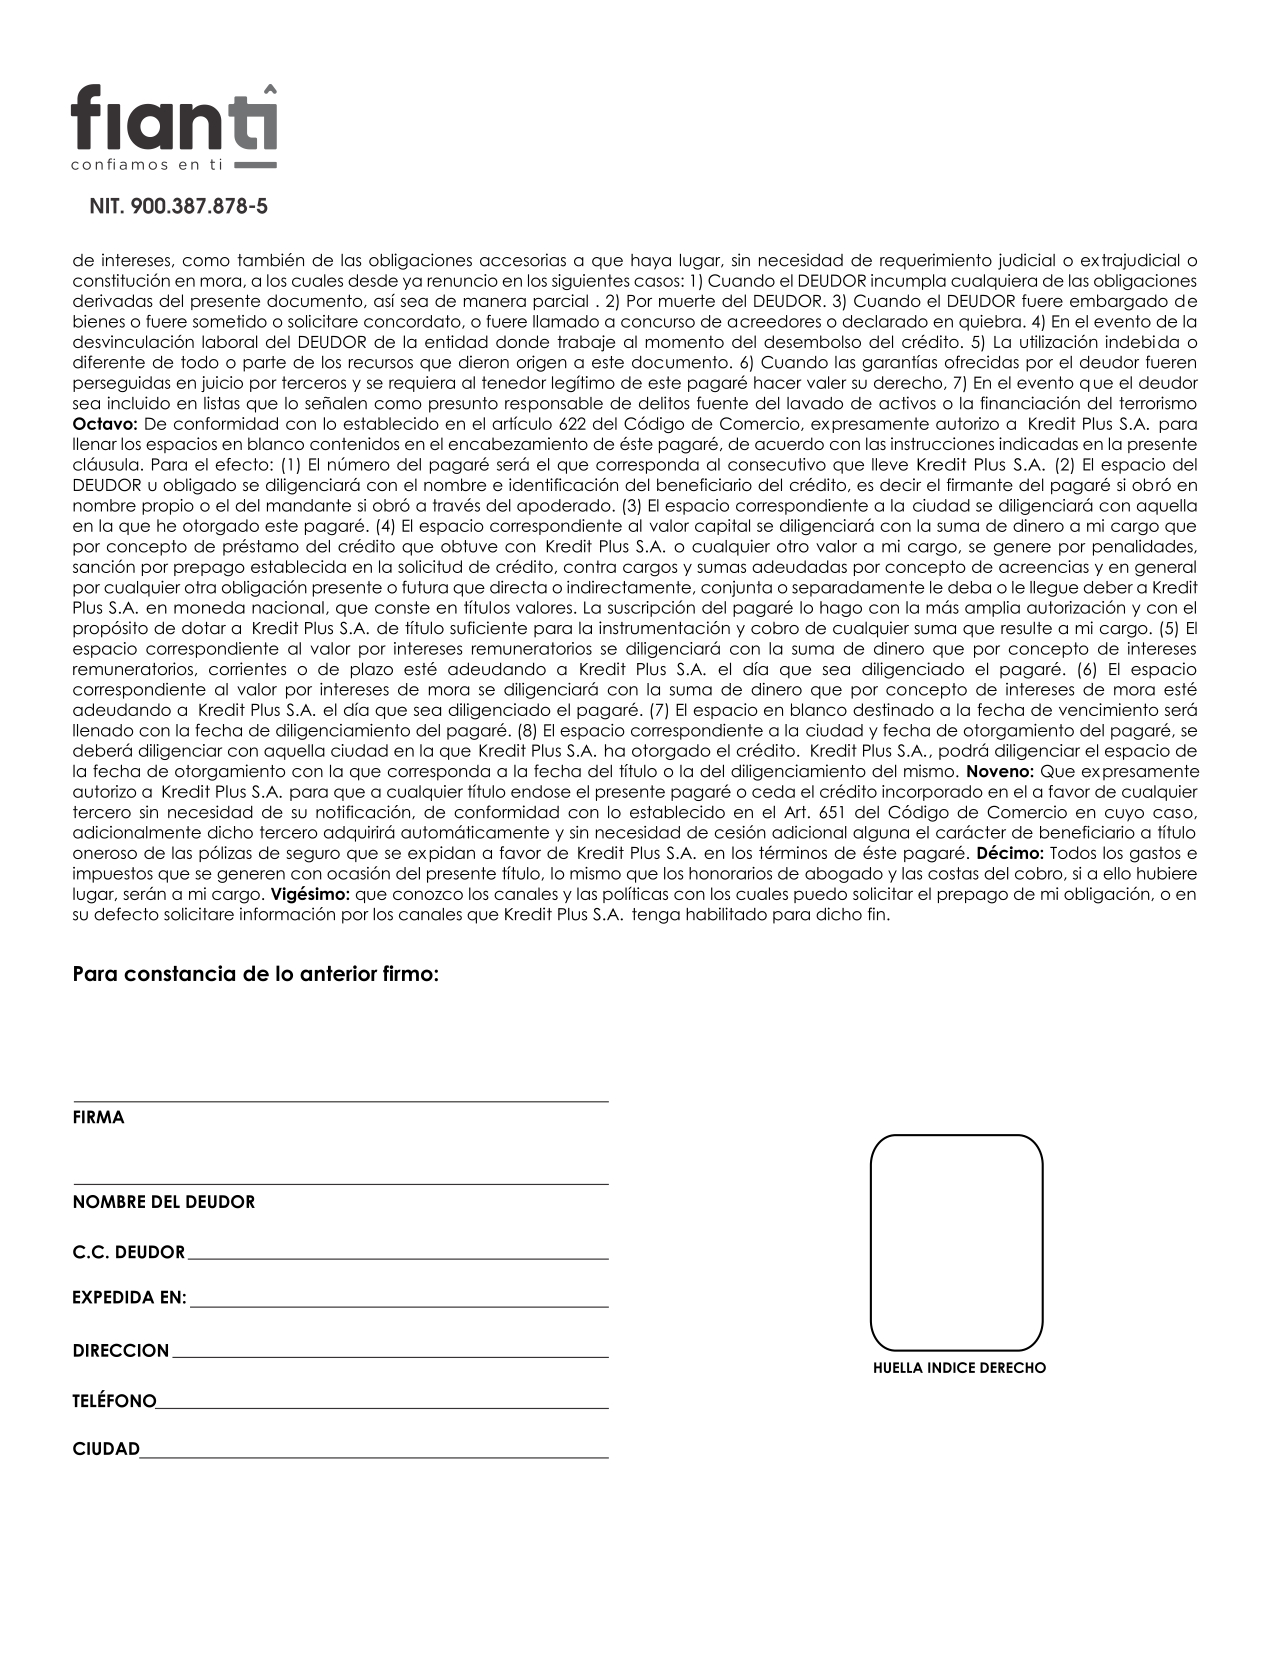 fiantî
confiamos en ti
NIT. 900.387.878-5
de intereses, como también de las obligaciones accesorias a que haya lugar, sin necesidad de requerimiento judicial o extrajudicial o
constitución en mora, a los cuales desde ya renuncio en los siguientes casos: 1) Cuando el DEUDOR incumpla cualquiera de las obligaciones
derivadas del presente documento, así sea de manera parcial . 2) Por muerte del DEUDOR. 3) Cuando el DEUDOR fuere embargado de
bienes o fuere sometido o solicitare concordato, o fuere llamado a concurso de acreedores o declarado en quiebra. 4) En el evento de la
desvinculación laboral del DEUDOR de la entidad donde trabaje al momento del desembolso del crédito. 5) La utilización indebida o
diferente de todo o parte de los recursos que dieron origen a este documento. 6) Cuando las garantías ofrecidas por el deudor fueren
perseguidas en juicio por terceros y se requiera al tenedor legítimo de este pagaré hacer valer su derecho, 7) En el evento que el deudor
sea incluido en listas que lo señalen como presunto responsable de delitos fuente del lavado de activos o la financiación del terrorismo
Octavo: De conformidad con lo establecido en el artículo 622 del Código de Comercio, expresamente autorizo a Kredit Plus S.A. para
llenar los espacios en blanco contenidos en el encabezamiento de éste pagaré, de acuerdo con las instrucciones indicadas en la presente
cláusula. Para el efecto: (1) El número del pagaré será el que corresponda al consecutivo que lleve Kredit Plus S.A. (2) El espacio del
DEUDOR u obligado se diligenciará con el nombre e identificación del beneficiario del crédito, es decir el firmante del pagaré si obró en
nombre propio o el del mandante si obró a través del apoderado. (3) El espacio correspondiente a la ciudad se diligenciará con aquella
en la que he otorgado este pagaré. (4) El espacio correspondiente al valor capital se diligenciará con la suma de dinero a mi cargo que
por concepto de préstamo del crédito que obtuve con Kredit Plus S.A. o cualquier otro valor a mi cargo, se genere por penalidades,
sanción por prepago establecida en la solicitud de crédito, contra cargos y sumas adeudadas por concepto de acreencias y en general
por cualquier otra obligación presente o futura que directa o indirectamente, conjunta o separadamente le deba o le llegue deber a Kredit
Plus S.A. en moneda nacional, que conste en títulos valores. La suscripción del pagaré lo hago con la más amplia autorización y con el
propósito de dotar a Kredit Plus S.A. de título suficiente para la instrumentación y cobro de cualquier suma que resulte a mi cargo. (5) El
espacio correspondiente al valor por intereses remuneratorios se diligenciará con la suma de dinero que por concepto de intereses
remuneratorios, corrientes o de plazo esté adeudando a Kredit Plus S.A. el día que sea diligenciado el pagaré. (6) El espacio
correspondiente al valor por intereses de mora se diligenciará con la suma de dinero que por concepto de intereses de mora esté
adeudando a Kredit Plus S.A. el día que sea diligenciado el pagaré. (7) El espacio en blanco destinado a la fecha de vencimiento será
llenado con la fecha de diligenciamiento del pagaré. (8) El espacio correspondiente a la ciudad y fecha de otorgamiento del pagaré, se
deberá diligenciar con aquella ciudad en la que Kredit Plus S.A. ha otorgado el crédito. Kredit Plus S.A., podrá diligenciar el espacio de
la fecha de otorgamiento con la que corresponda a la fecha del título o la del diligenciamiento del mismo. Noveno: Que expresamente
autorizo a Kredit Plus S.A. para que a cualquier título endose el presente pagaré o ceda el crédito incorporado en el a favor de cualquier
tercero sin necesidad de su notificación, de conformidad con lo establecido en el Art. 651 del Código de Comercio en cuyo caso,
adicionalmente dicho tercero adquirirá automáticamente y sin necesidad de cesión adicional alguna el carácter de beneficiario a título
oneroso de las pólizas de seguro que se expidan a favor de Kredit Plus S.A. en los términos de éste pagaré. Décimo: Todos los gastos e
impuestos que se generen con ocasión del presente título, lo mismo que los honorarios de abogado y las costas del cobro, si a ello hubiere
lugar, serán a mi cargo. Vigésimo: que conozco los canales y las políticas con los cuales puedo solicitar el prepago de mi obligación, o en
su defecto solicitare información por los canales que Kredit Plus S.A. tenga habilitado para dicho fin.
Para constancia de lo anterior firmo:
FIRMA
NOMBRE DEL DEUDOR
C.C. DEUDOR
EXPEDIDA EN:
DIRECCION
TELÉFONO
CIUDAD
HUELLA INDICE DERECHO